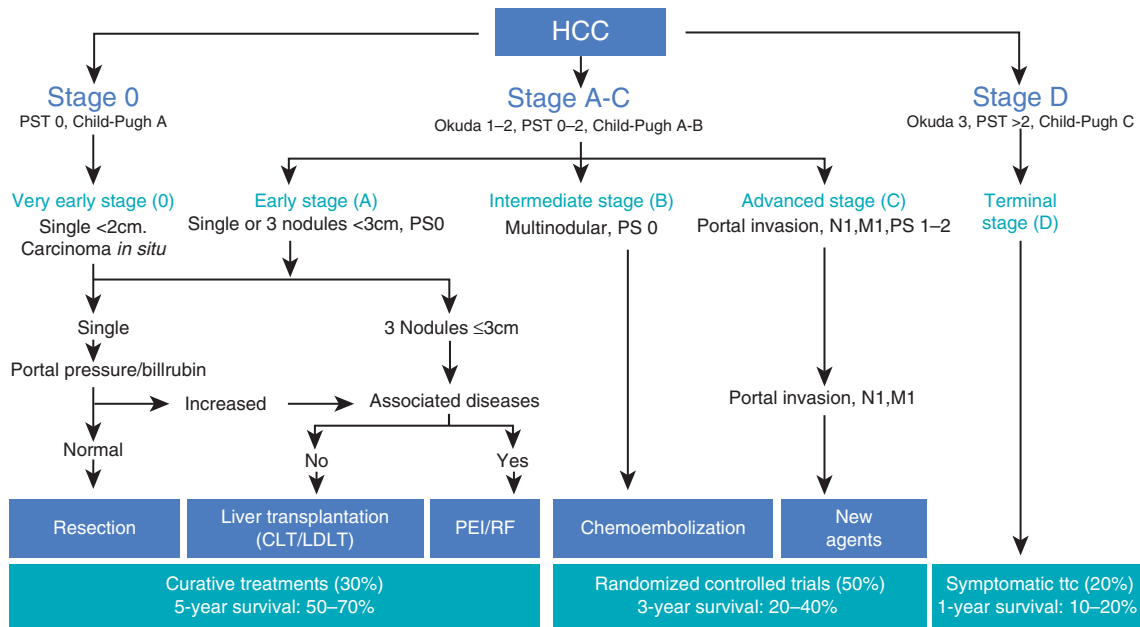 HCC
Stage 0
PST 0, Child-Pugh A
Stage A-C
Okuda 1–2, PST 0–2, Child-Pugh A-B
Stage D
Okuda 3, PST >2, Child-Pugh C
Very early stage (0)
Single <2cm.
Carcinoma in situ
Early stage (A)
Single or 3 nodules <3cm, PS0
Intermediate stage (B)
Multinodular, PS 0
Advanced stage (C)
Portal invasion, N1,M1,PS 1–2
Terminal
stage (D)
Single
3 Nodules ≤3cm
Portal pressure/billrubin
Increased
Associated diseases
Portal invasion, N1,M1
Normal
No
Yes
Resection
Liver transplantation
(CLT/LDLT)
PEI/RF
Chemoembolization
New
agents
Curative treatments (30%)
5-year survival: 50–70%
Randomized controlled trials (50%)
3-year survival: 20–40%
Symptomatic ttc (20%)
1-year survival: 10–20%